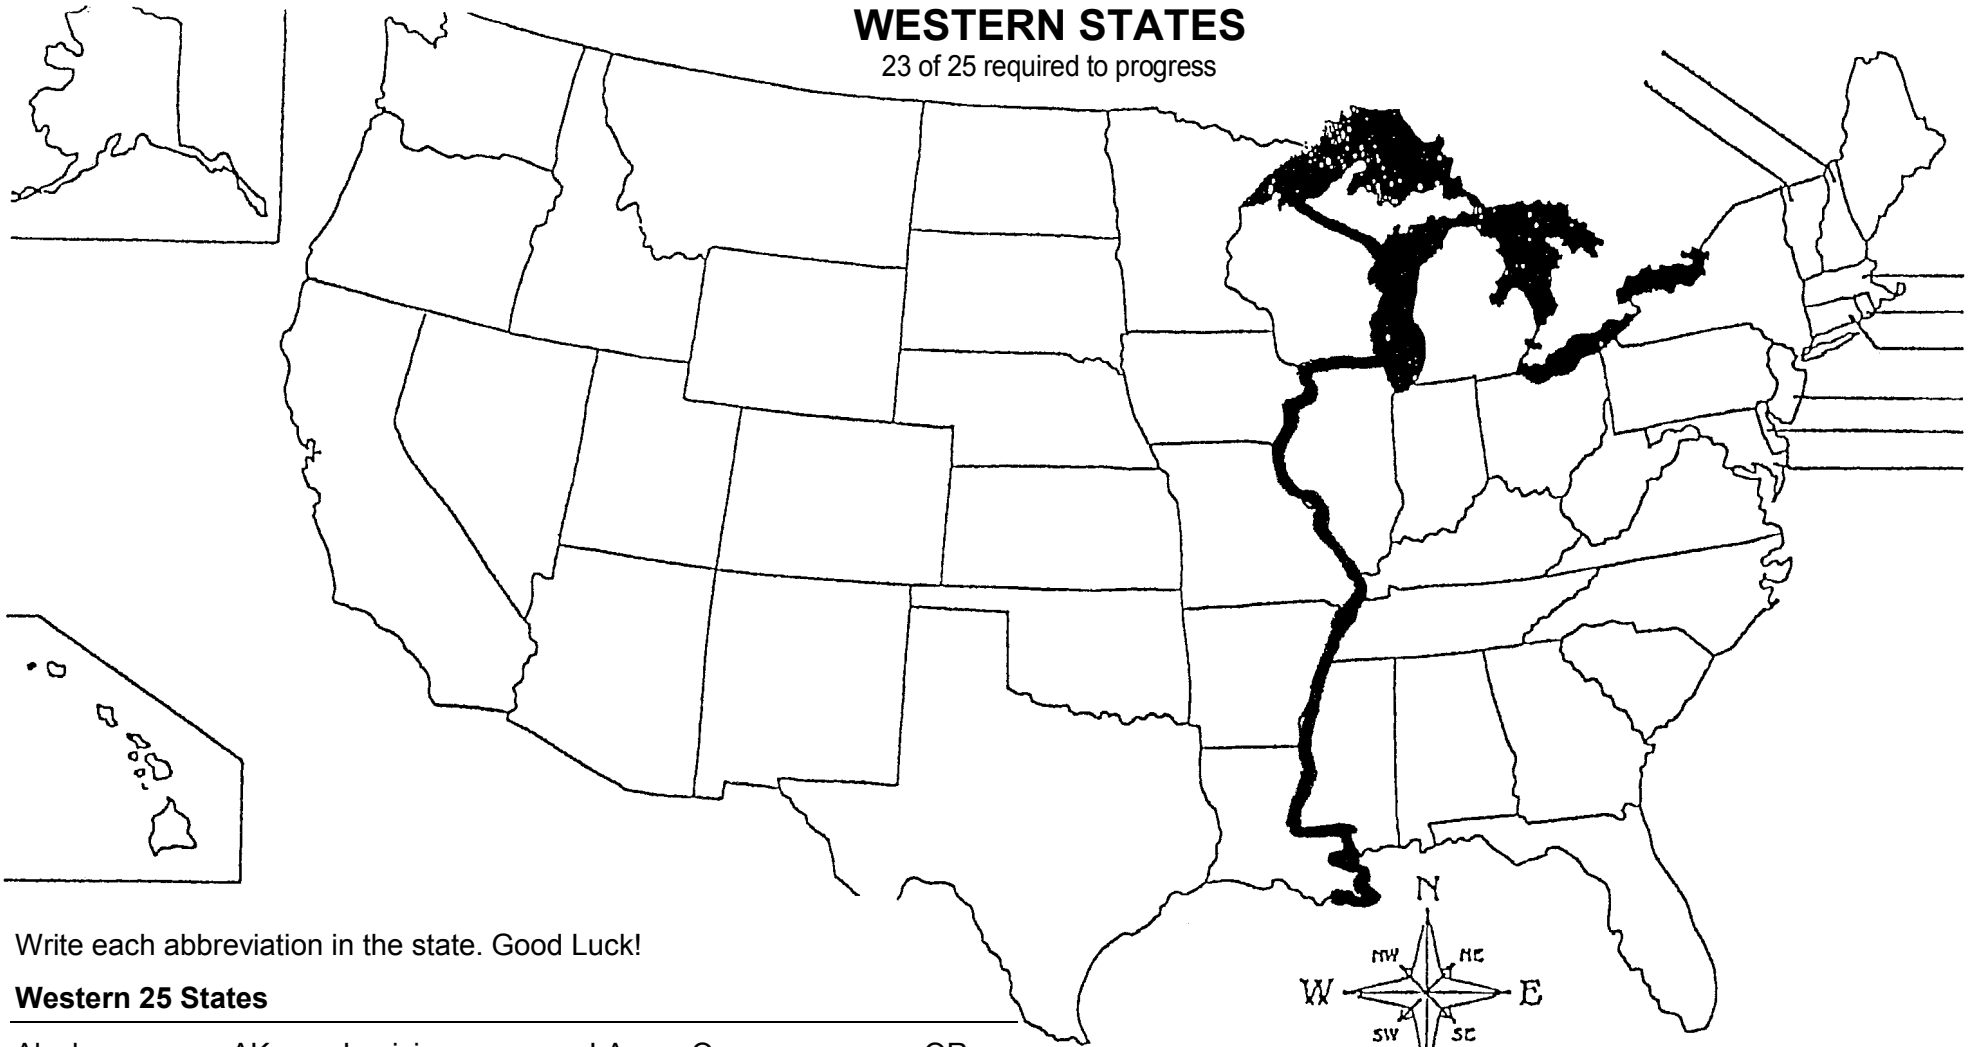 WESTERN STATES
23 of 25 required to progress
N
NW NE
W E
SW SE
Write each abbreviation in the state. Good Luck!
Western 25 States